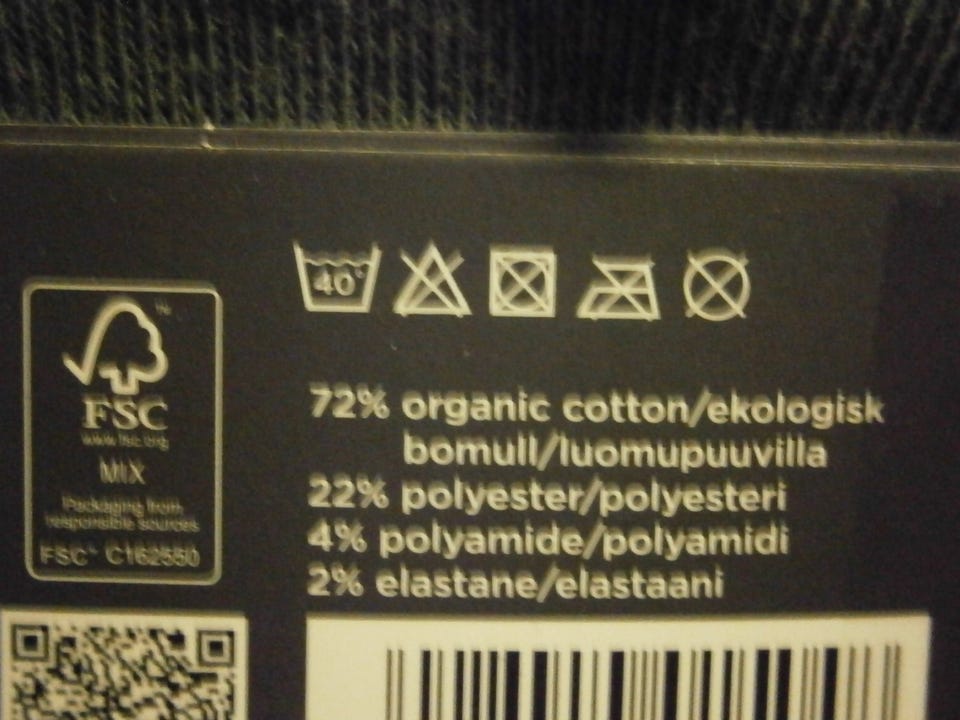 40°
FSC
www.fsc.org
MIX
Packaging from
responsible sources
FSC® C162550
72% organic cotton/ekologisk
bomull/luomupuuvilla
22% polyester/polyesteri
4% polyamide/polyamidi
2% elastane/elastaani